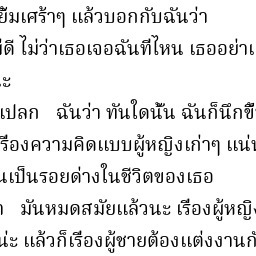 ยิ้มเศร้าๆ แล้วบอกกับฉันว่า
ดี ไม่ว่าเธอเจอฉันที่ไหน เธออย่าเ
ะ
แปลก ฉันว่า ทันใดนั้น ฉันก็นึกขึ้
เรื่องความคิดแบบผู้หญิงเก่าๆ แน่
นเป็นรอยด่างในชีวิตของเธอ
มันหมดสมัยแล้วนะ เรื่องผู้หญิง
น่ะ แล้วก็เรื่องผู้ชายต้องแต่งงานกั